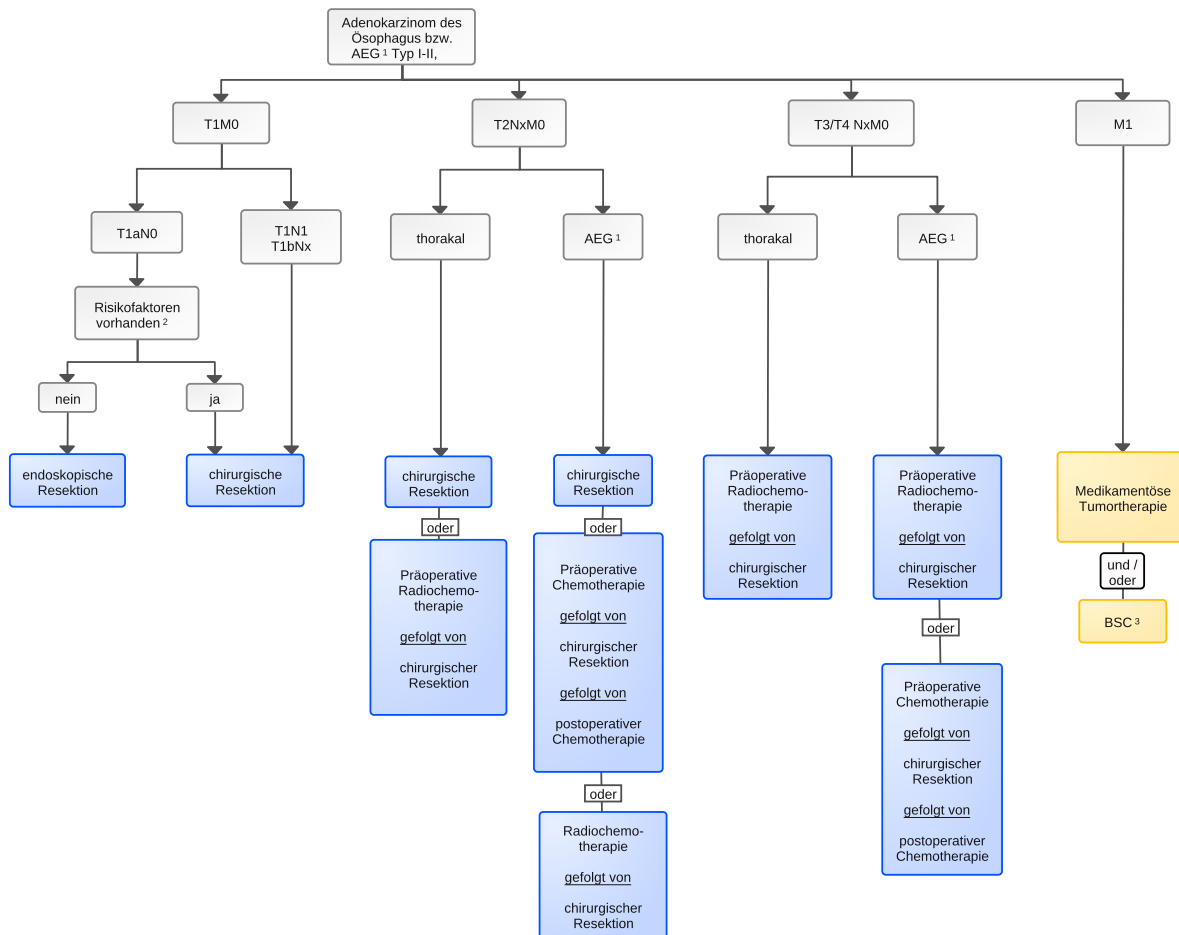 Adenokarzinom des
Ösophagus bzw.
AEG ¹ Typ I-II,
T1M0
T2NxM0
T3/T4 NxM0
M1
T1aN0
T1N1
T1bNx
thorakal
AEG ¹
thorakal
AEG ¹
Risikofaktoren
vorhanden ²
nein
ja
endoskopische
Resektion
chirurgische
Resektion
chirurgische
Resektion
oder
Präoperative
Radiochemo-
therapie
gefolgt von
chirurgischer
Resektion
chirurgische
Resektion
oder
Präoperative
Chemotherapie
gefolgt von
chirurgischer
Resektion
gefolgt von
postoperativer
Chemotherapie
oder
Radiochemo-
therapie
gefolgt von
chirurgischer
Resektion
Präoperative
Radiochemo-
therapie
gefolgt von
chirurgischer
Resektion
Präoperative
Radiochemo-
therapie
gefolgt von
chirurgischer
Resektion
oder
Präoperative
Chemotherapie
gefolgt von
chirurgischer
Resektion
gefolgt von
postoperativer
Chemotherapie
Medikamentöse
Tumortherapie
und /
oder
BSC ³